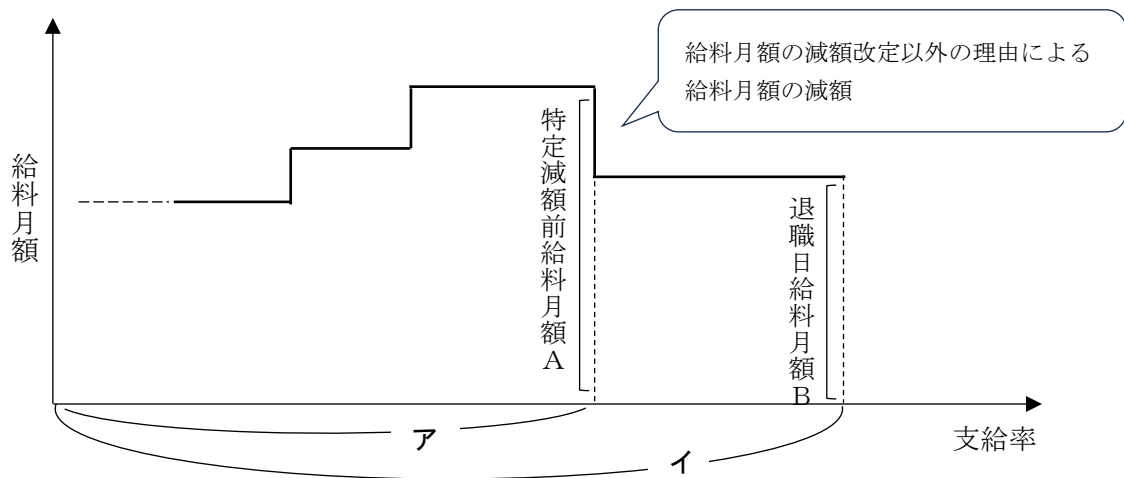 給料月額の減額改定以外の理由による
給料月額の減額
給料月額
特定減額前給料月額A
退職日給料月額B
支給率
ア
イ